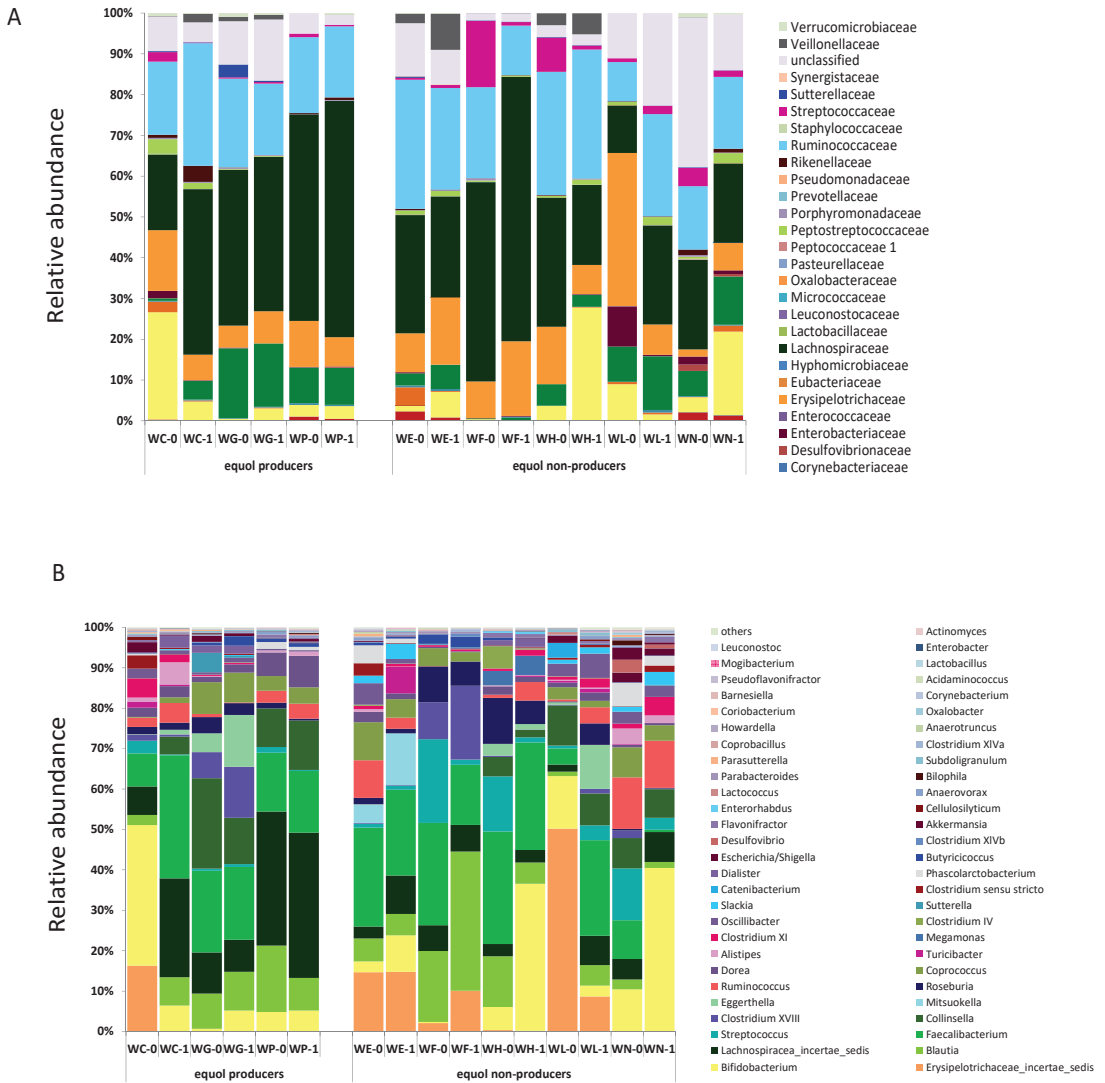 A
Relative abundance
100%
90%
80%
70%
60%
50%
40%
30%
20%
10%
0%
WC-0 WC-1 WG-0 WG-1 WP-0 WP-1 WE-0 WE-1 WF-0 WF-1 WH-0 WH-1 WL-0 WL-1 WN-0 WN-1
equol producers equol non-producers
Verrucomicrobiaceae
Veillonellaceae
unclassified
Synergistaceae
Sutterellaceae
Streptococcaceae
Staphylococcaceae
Ruminococcaceae
Rikenellaceae
Pseudomonadaceae
Prevotellaceae
Porphyromonadaceae
Peptostreptococcaceae
Peptococcaceae 1
Pasteurellaceae
Oxalobacteraceae
Micrococcaceae
Leuconostocaceae
Lactobacillaceae
Lachnospiraceae
Hyphomicrobiaceae
Eubacteriaceae
Erysipelotrichaceae
Enterococcaceae
Enterobacteriaceae
Desulfovibrionaceae
Corynebacteriaceae
B
Relative abundance
100%
90%
80%
70%
60%
50%
40%
30%
20%
10%
0%
WC-0 WC-1 WG-0 WG-1 WP-0 WP-1 WE-0 WE-1 WF-0 WF-1 WH-0 WH-1 WL-0 WL-1 WN-0 WN-1
equol producers equol non-producers
others Actinomyces
Leuconostoc Enterobacter
Mogibacterium Lactobacillus
Pseudoflavonifractor Acidaminococcus
Barnesiella Corynebacterium
Coriobacterium Oxalobacter
Howardella Anaerotruncus
Coprobacillus Clostridium XIVa
Parasutterella Subdoligranulum
Parabacteroides Bilophila
Lactococcus Anaerovorax
Enterorhabdus Cellulosilyticum
Flavonifractor Akkermansia
Desulfovibrio Clostridium XIVb
Escherichia/Shigella Butyricicoccus
Dialister Phascolarctobacterium
Catenibacterium Clostridium sensu stricto
Slackia Sutterella
Oscillibacter Clostridium IV
Clostridium XI Megamonas
Alistipes Turicibacter
Dorea Coprococcus
Ruminococcus Roseburia
Eggerthella Mitsuokella
Clostridium XVIII Collinsella
Streptococcus Faecalibacterium
Lachnospiracea_incertae_sedis Blautia
Bifidobacterium Erysipelotrichaceae_incertae_sedis